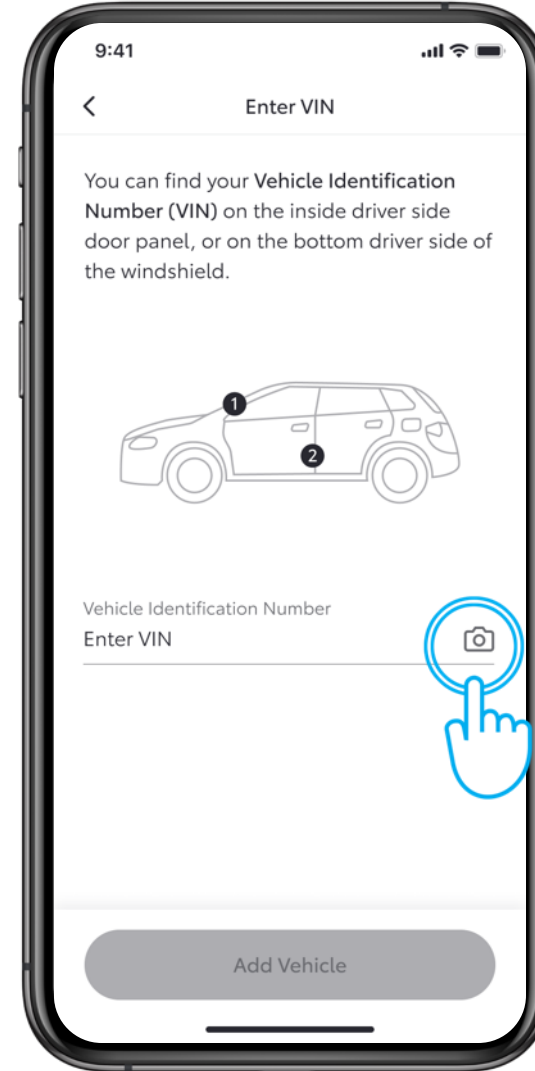 9:41
Enter VIN
You can find your Vehicle Identification
Number (VIN) on the inside driver side
door panel, or on the bottom driver side of
the windshield.
1
2
Vehicle Identification Number
Enter VIN
Add Vehicle